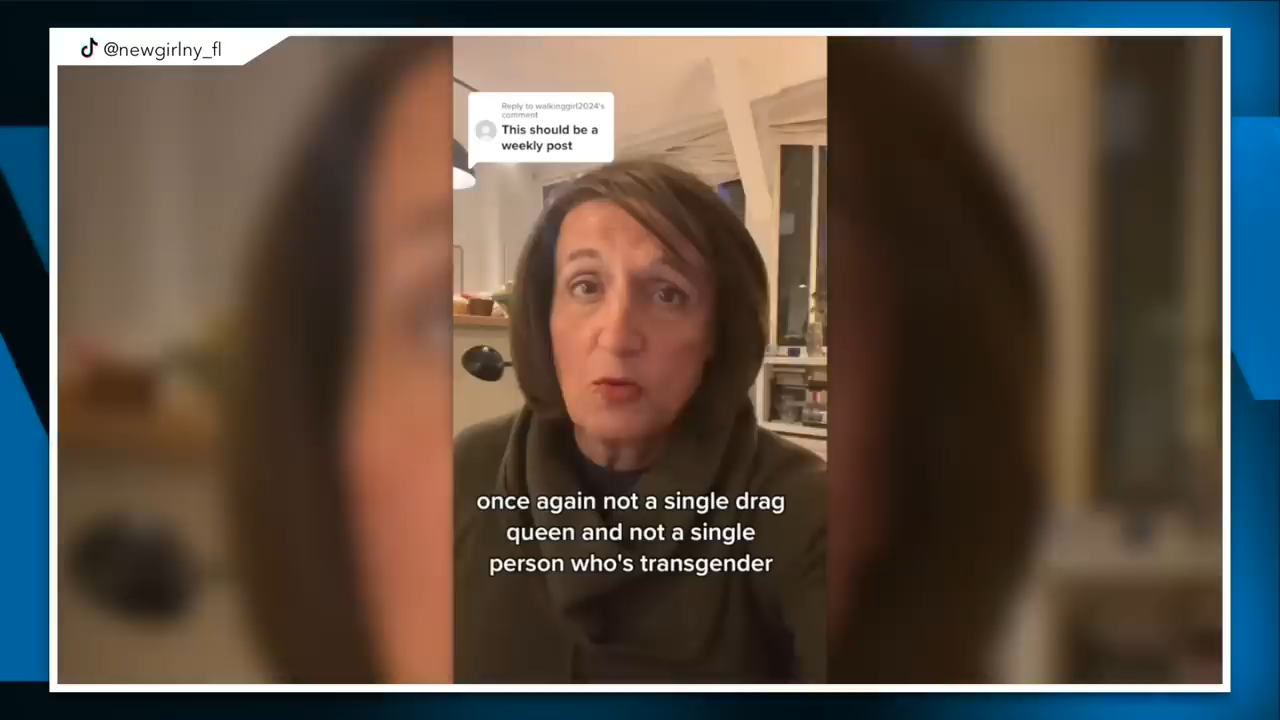 @newgirlny_fl
Reply to walkinggirl2024's
comment
This should be a
weekly post
once again not a single drag
queen and not a single
person who's transgender